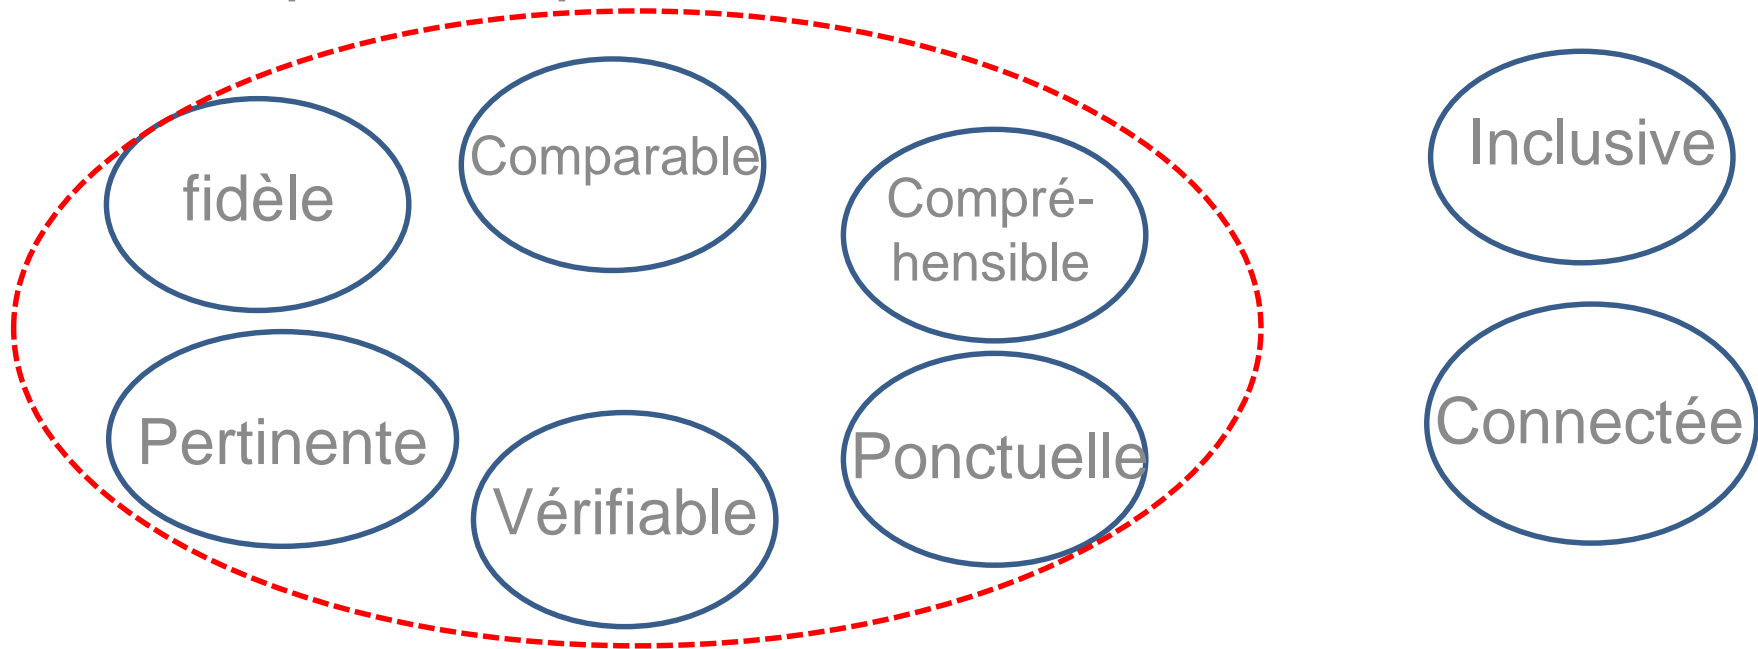 fidèle
Comparable
Compré-
hensible
Pertinente
Vérifiable
Ponctuelle
Inclusive
Connectée